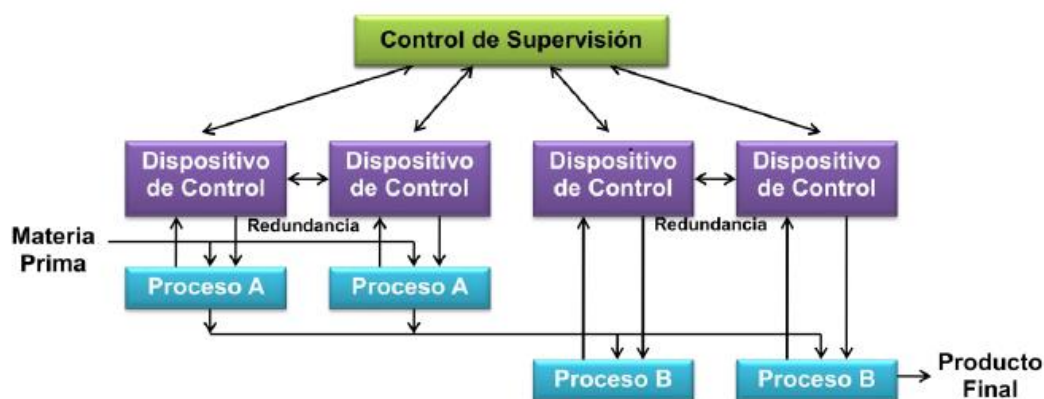 Control de Supervisión
Dispositivo
de Control
Dispositivo
de Control
Dispositivo
de Control
Dispositivo
de Control
Redundancia
Redundancia
Materia
Prima
Proceso A
Proceso A
Proceso B
Proceso B
Producto
Final